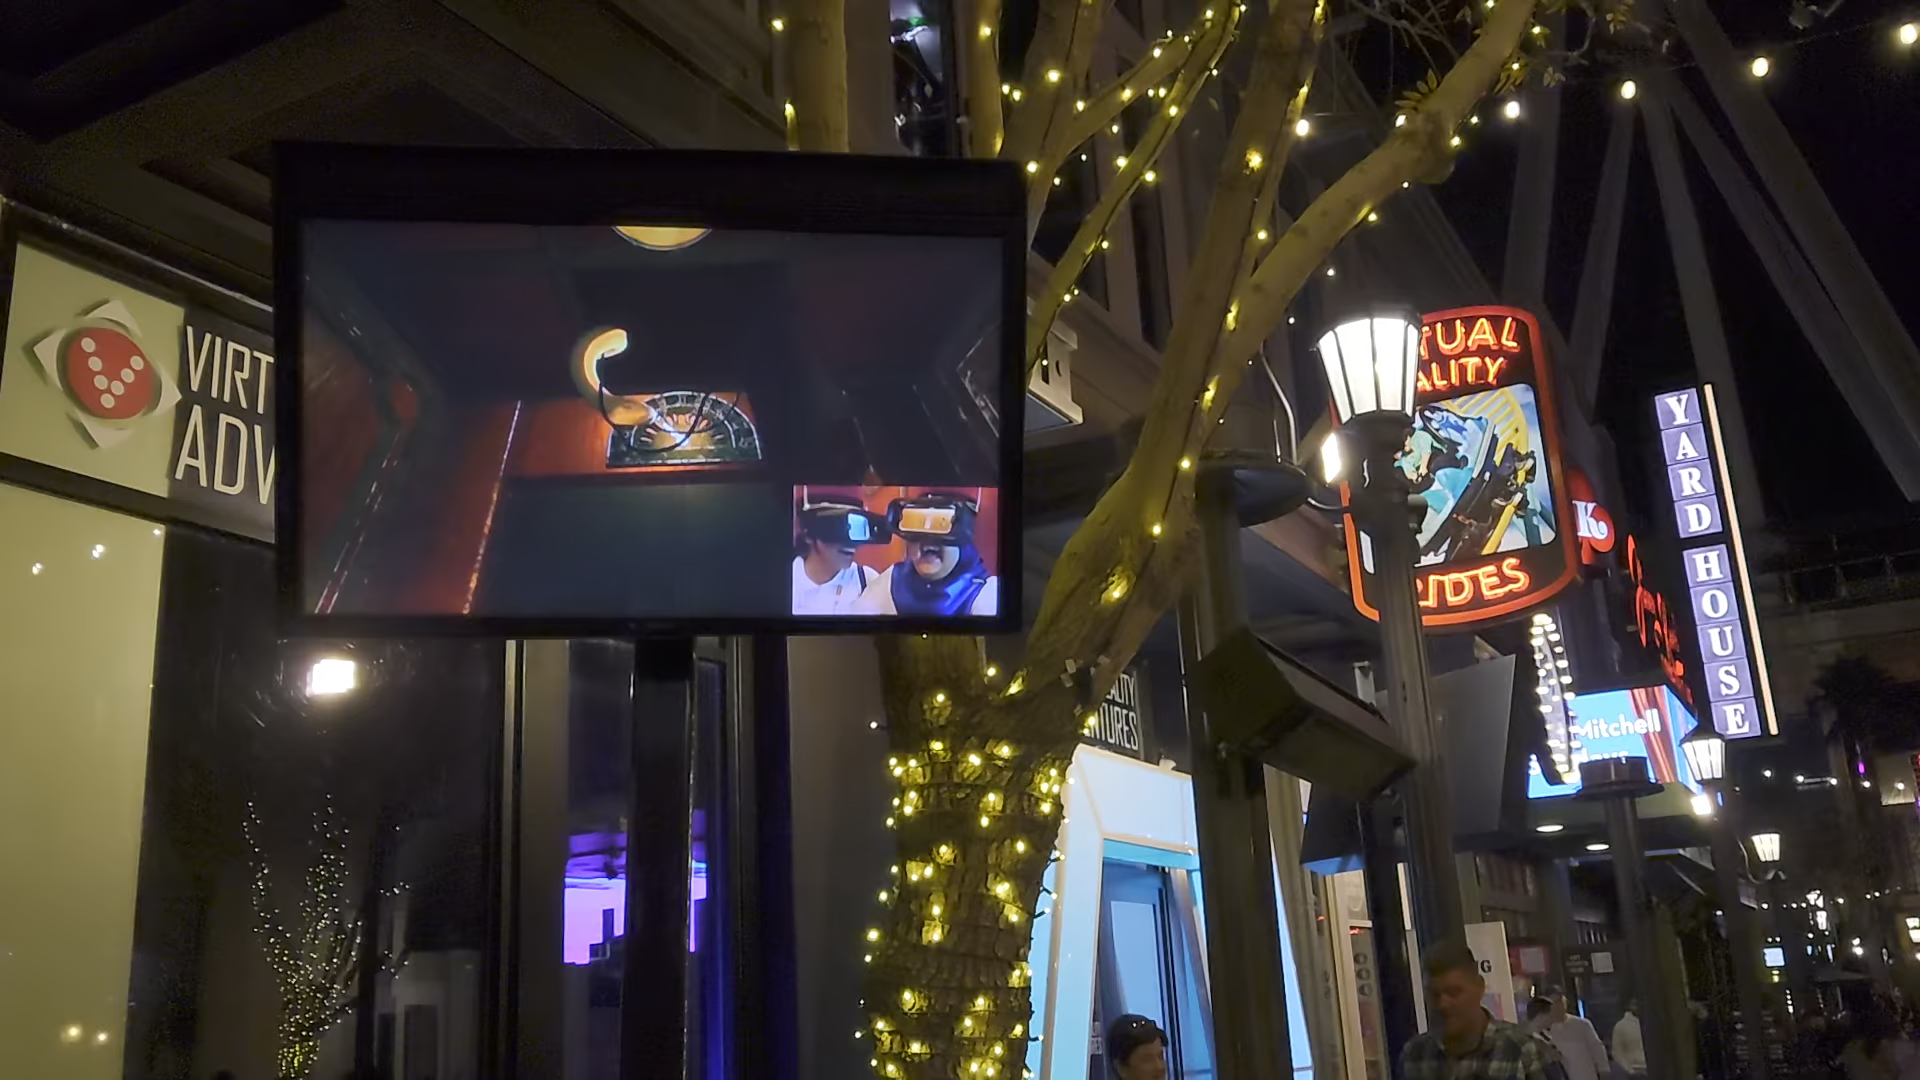 VIRT
ADV
TUAL
ALITY
RIDES
K
YARD HOUSE
Mitchell
ALITY
NTURES